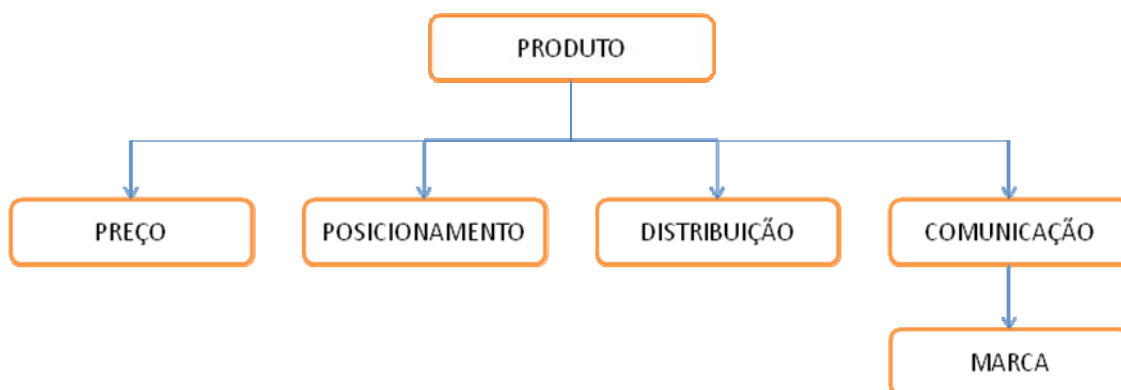 PRODUTO
PREÇO
POSICIONAMENTO
DISTRIBUIÇÃO
COMUNICAÇÃO
MARCA